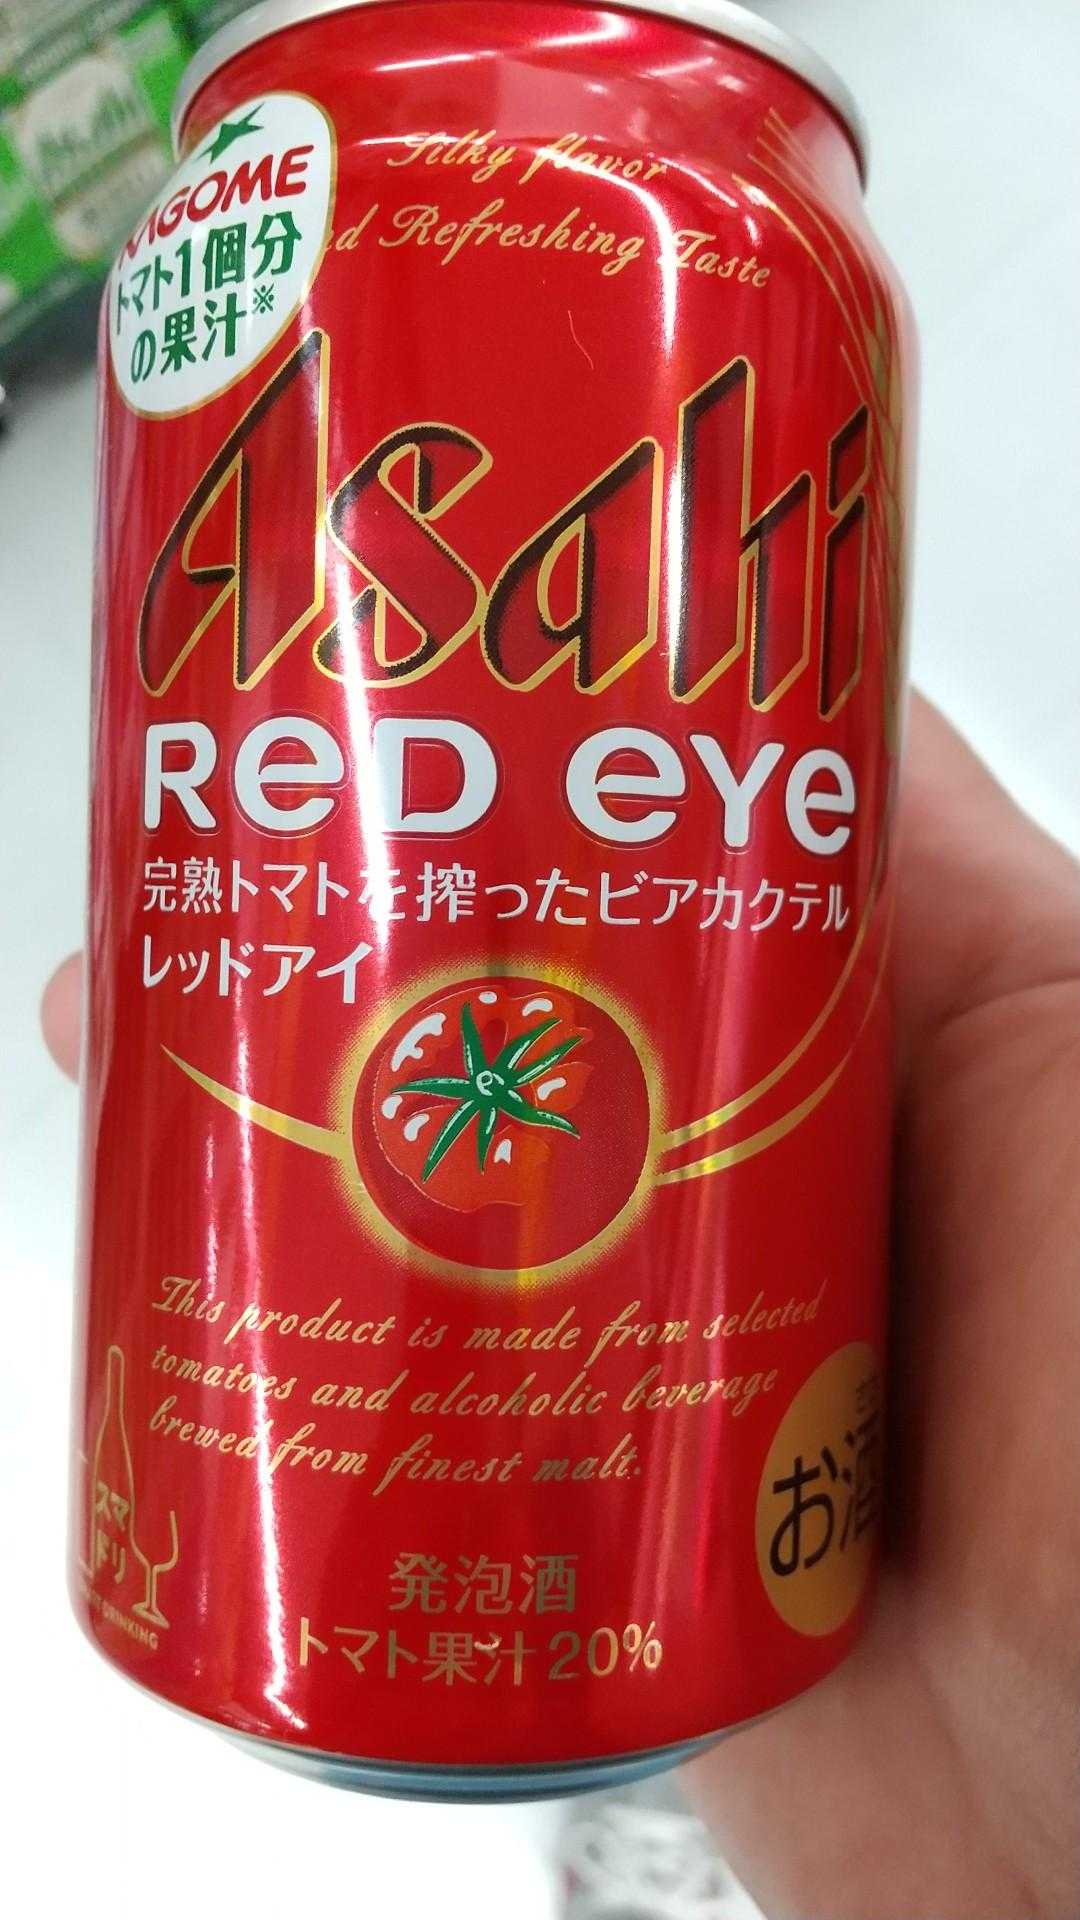 KAGOME
トマト1個分
の果汁※
Silky flavor
Refreshing Taste
Asahi
RED EYE
完熟トマトを搾ったビアカクテル
レッドアイ
This product is made from selected
tomatoes and alcoholic beverage
brewed from finest malt.
スマ
ドリ
DRINKING
お酒
発泡酒
トマト果汁20%